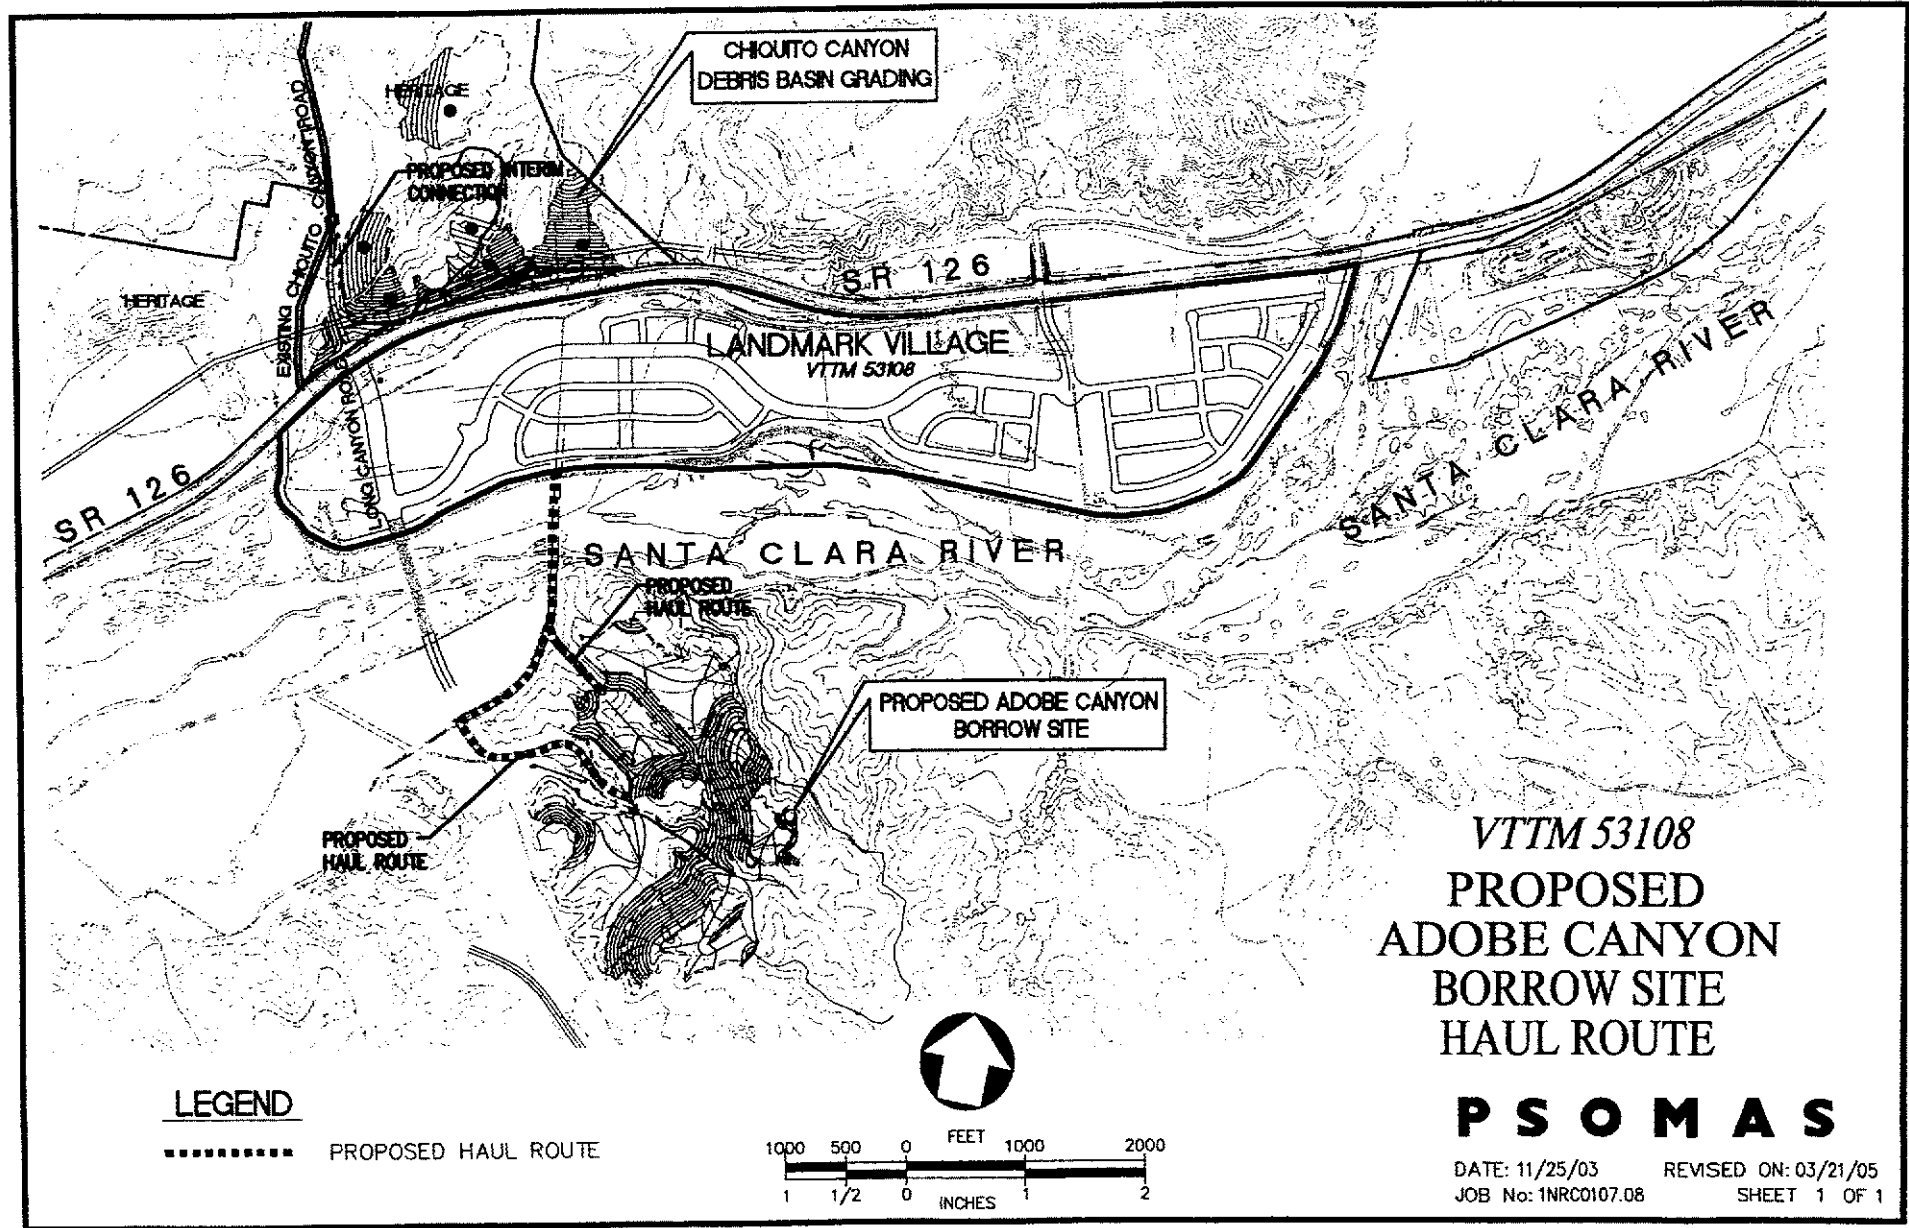 CHIQUITO CANYON
DEBRIS BASIN GRADING
HERITAGE
EXISTING CHIQUITO CANYON ROAD
PROPOSED INTERIM
CONNECTION
HERITAGE
SR 126
LANDMARK VILLAGE
VTTM 53108
LONG CANYON ROAD
SR 126
SANTA CLARA RIVER
SANTA CLARA RIVER
PROPOSED
HAUL ROUTE
PROPOSED ADOBE CANYON
BORROW SITE
PROPOSED
HAUL ROUTE
VTTM 53108
PROPOSED
ADOBE CANYON
BORROW SITE
HAUL ROUTE
LEGEND
PROPOSED HAUL ROUTE
FEET
1000 500 0 1000 2000
1 1/2 0 1 2
INCHES
PSOMAS
DATE: 11/25/03 REVISED ON: 03/21/05
JOB No: 1NRC0107.08 SHEET 1 OF 1